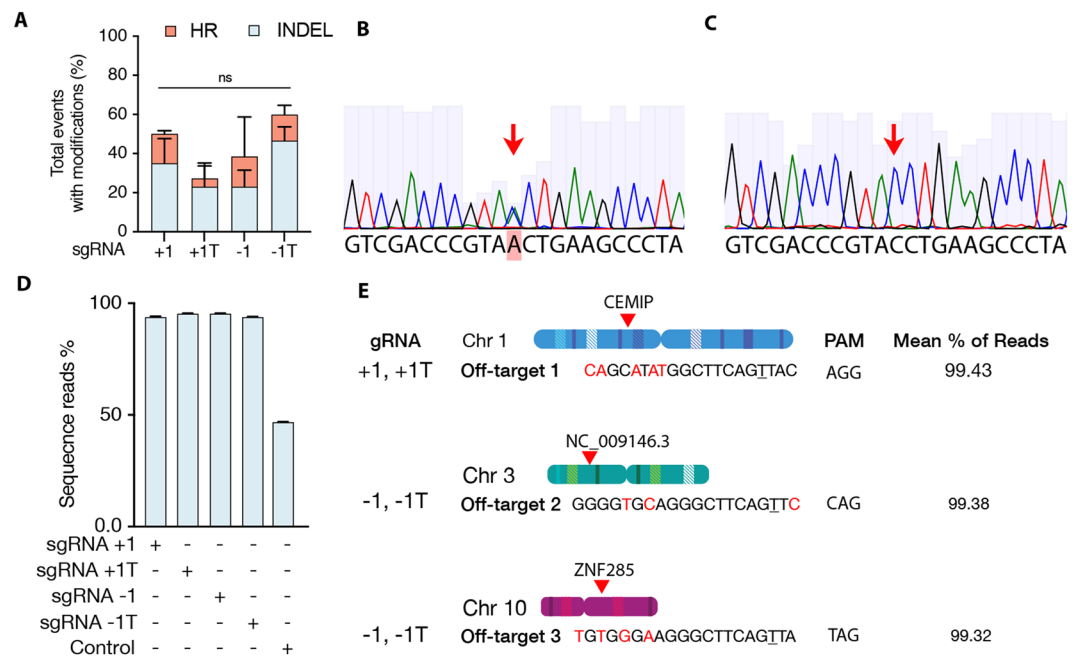 A
HR
INDEL
Total events
with modifications (%)
100
80
60
40
20
0
ns
sgRNA
+1
+1T
-1
-1T
B
GTCGACCCGTAACTGAAGCCCTA
C
GTCGACCCGTACCTGAAGCCCTA
D
Sequecnce reads %
100
50
0.0
sgRNA +1 + - - - -
sgRNA +1T - + - - -
sgRNA -1 - - + - -
sgRNA -1T - - - + -
Control - - - - +
E
CEMIP
gRNA Chr 1 PAM Mean % of Reads
+1, +1T Off-target 1 CAGCATATGGCTTCAGTTAC AGG 99.43
NC_009146.3
Chr 3
-1, -1T Off-target 2 GGGGTGCAGGGCTTCAGTTC CAG 99.38
ZNF285
Chr 10
-1, -1T Off-target 3 TGTGGGAAGGGCTTCAGTTA TAG 99.32